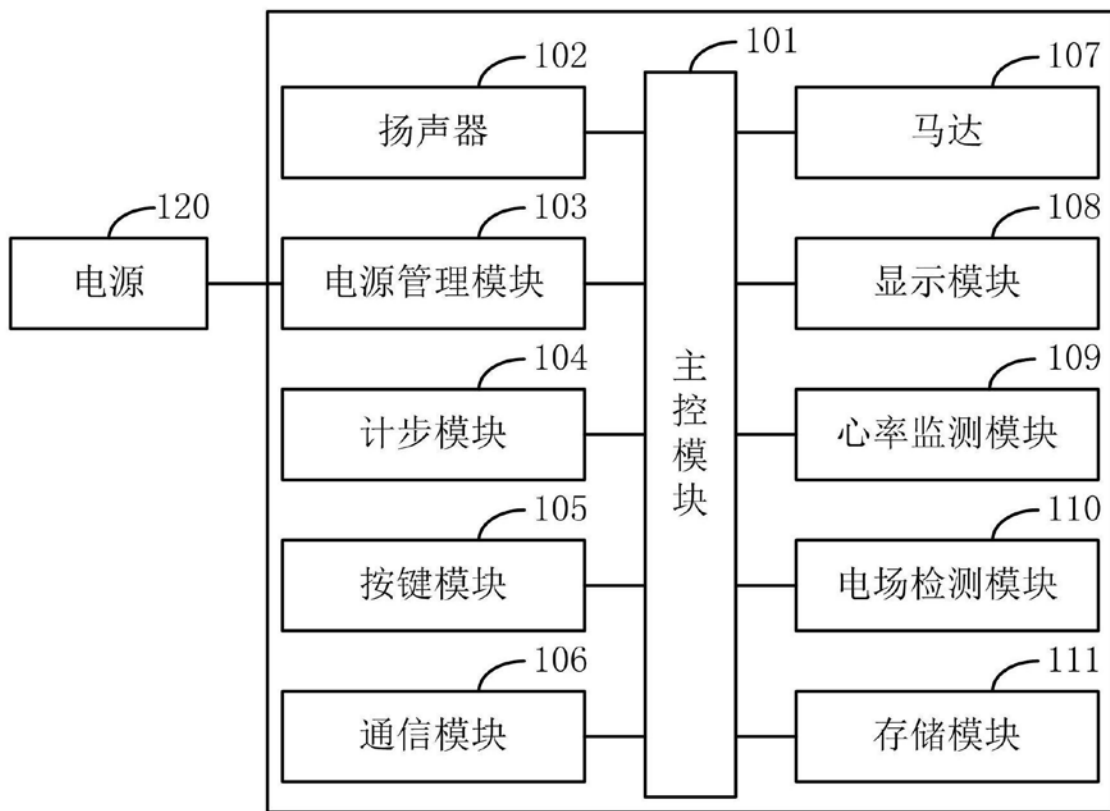 102
扬声器
101
107
马达
120
电源
103
电源管理模块
108
显示模块
104
计步模块
主控模块
109
心率监测模块
105
按键模块
110
电场检测模块
106
通信模块
111
存储模块